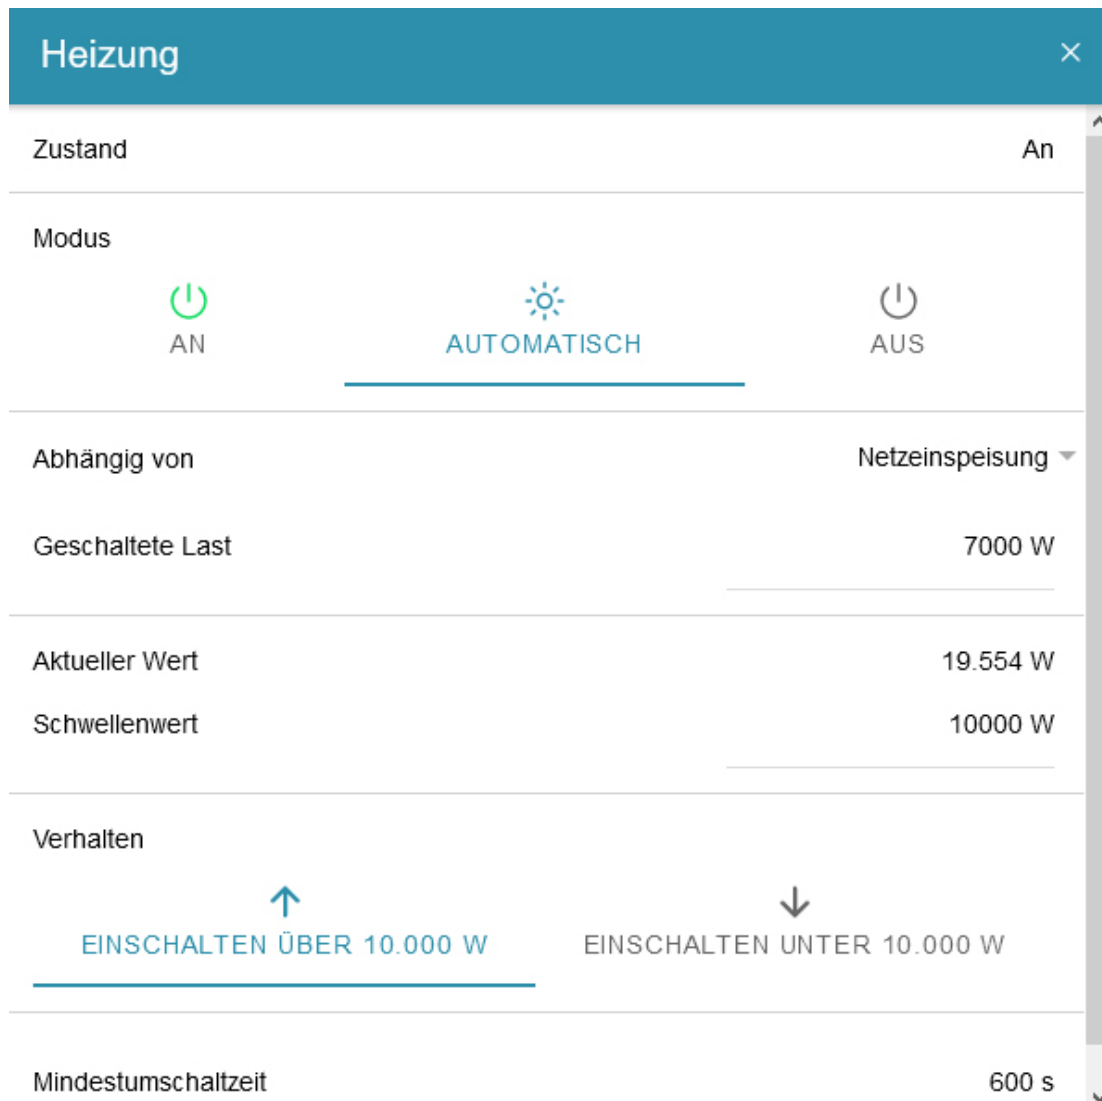 Heizung
Zustand An
Modus
AN AUTOMATISCH AUS
Abhängig von Netzeinspeisung
Geschaltete Last 7000 W
Aktueller Wert 19.554 W
Schwellenwert 10000 W
Verhalten
EINSCHALTEN ÜBER 10.000 W EINSCHALTEN UNTER 10.000 W
Mindestumschaltzeit 600 s